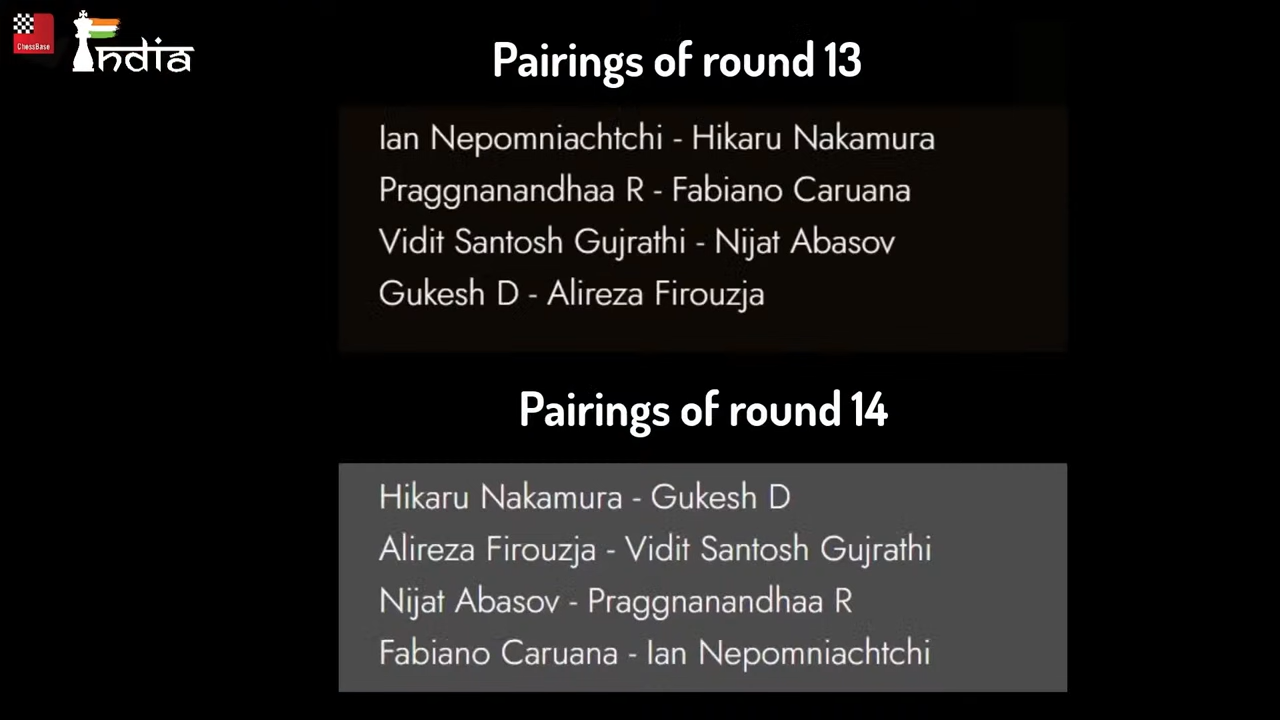 ChessBase
India
Pairings of round 13
Ian Nepomniachtchi - Hikaru Nakamura
Praggnanandhaa R - Fabiano Caruana
Vidit Santosh Gujrathi - Nijat Abasov
Gukesh D - Alireza Firouzja
Pairings of round 14
Hikaru Nakamura - Gukesh D
Alireza Firouzja - Vidit Santosh Gujrathi
Nijat Abasov - Praggnanandhaa R
Fabiano Caruana - Ian Nepomniachtchi